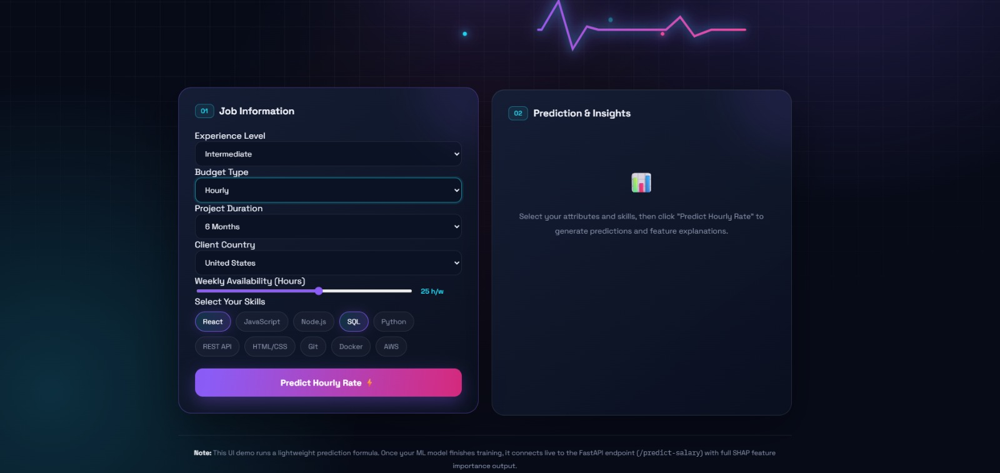 01 Job Information
Experience Level
Intermediate
Budget Type
Hourly
Project Duration
6 Months
Client Country
United States
Weekly Availability (Hours)
25 h/w
Select Your Skills
React JavaScript Node.js SQL Python
REST API HTML/CSS Git Docker AWS
Predict Hourly Rate
02 Prediction & Insights
Select your attributes and skills, then click "Predict Hourly Rate" to
generate predictions and feature explanations.
Note: This UI demo runs a lightweight prediction formula. Once your ML model finishes training, it connects live to the FastAPI endpoint (/predict-salary) with full SHAP feature
importance output.